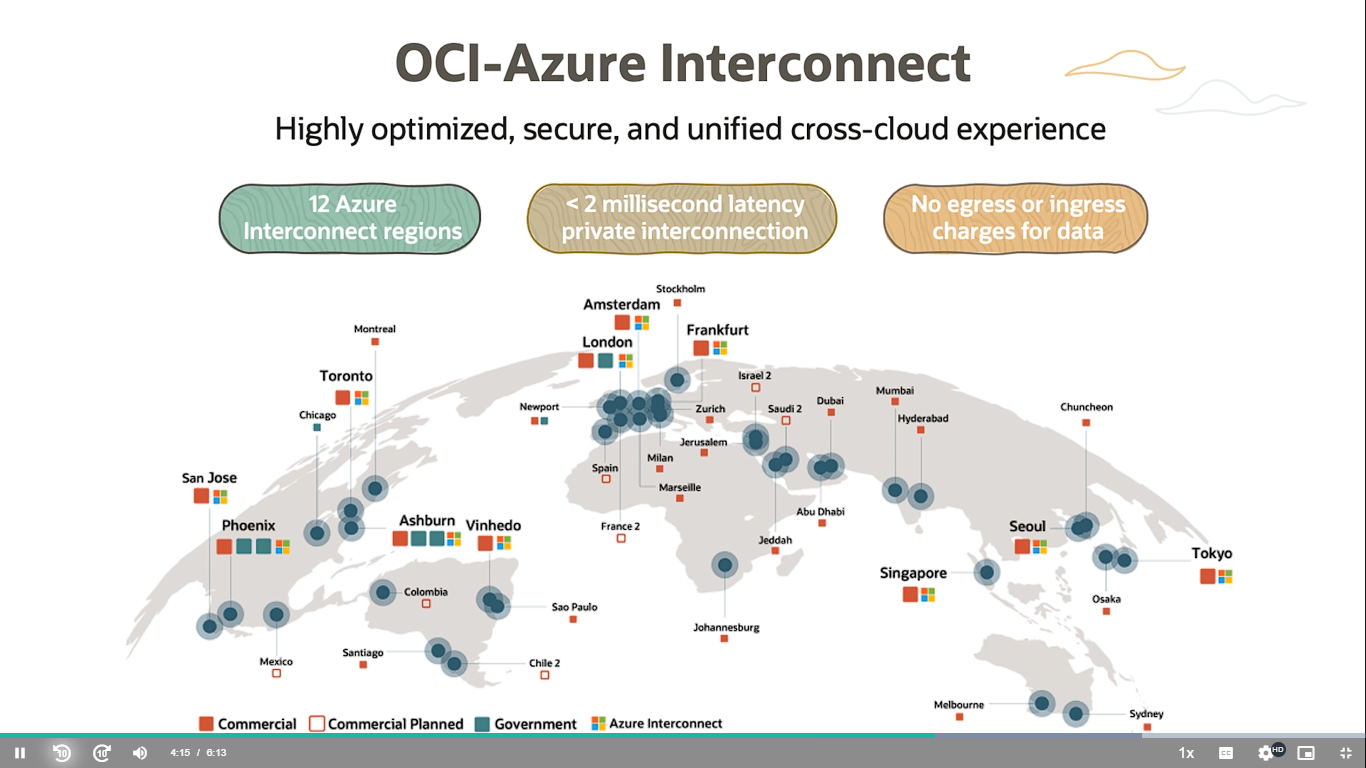 OCI-Azure Interconnect
Highly optimized, secure, and unified cross-cloud experience
12 Azure
Interconnect regions
< 2 millisecond latency
private interconnection
No egress or ingress
charges for data
Stockholm
Amsterdam
Montreal
Frankfurt
London
Toronto
Israel 2
Mumbai
Dubai
Chuncheon
Newport
Zurich
Saudi 2
Chicago
Hyderabad
Jerusalem
Milan
Spain
San Jose
Marseille
Abu Dhabi
Phoenix
Ashburn
Vinhedo
France 2
Seoul
Jeddah
Tokyo
Singapore
Colombia
Osaka
Sao Paulo
Johannesburg
Santiago
Mexico
Chile 2
Melbourne
Sydney
Commercial
Commercial Planned
Government
Azure Interconnect
10
10
4:15 / 6:13
1x
CC
HD